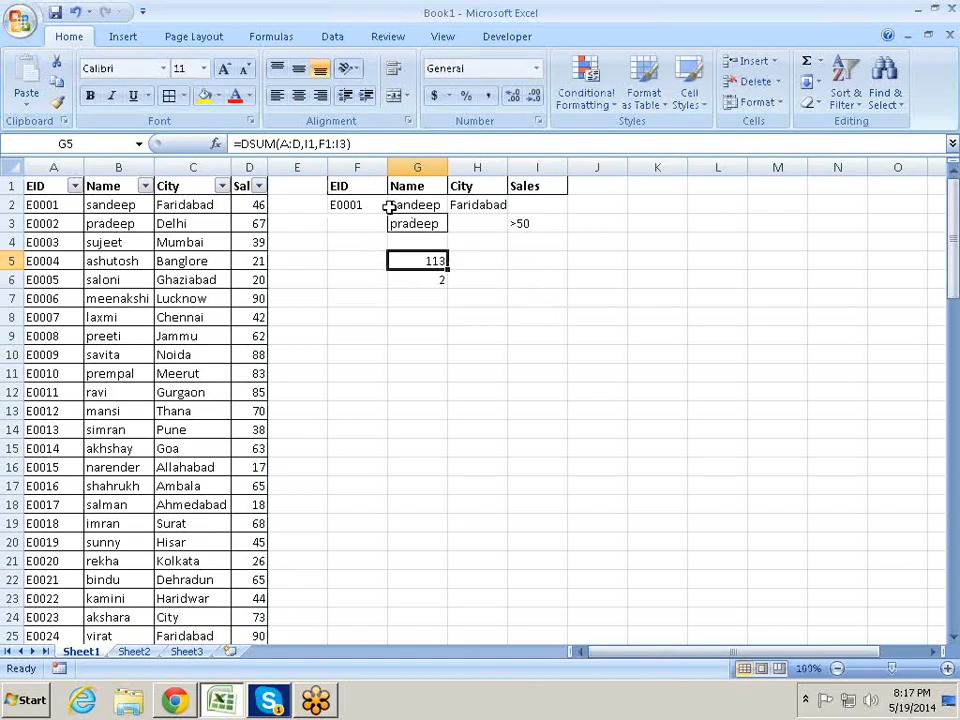 Book1 - Microsoft Excel
Home Insert Page Layout Formulas Data Review View Developer
Paste
Calibri 11
B I U
General
$ % ,
Conditional Formatting
Format as Table
Cell Styles
Insert
Delete
Format
Σ
Sort & Filter
Find & Select
Clipboard Font Alignment Number Styles Cells Editing
G5 fx =DSUM(A:D,I1,F1:I3)
A B C D E F G H I J K L M N O
1 EID Name City Sal EID Name City Sales
2 E0001 sandeep Faridabad 46 E0001 sandeep Faridabad
3 E0002 pradeep Delhi 67 pradeep >50
4 E0003 sujeet Mumbai 39
5 E0004 ashutosh Banglore 21 113
6 E0005 saloni Ghaziabad 20 2
7 E0006 meenakshi Lucknow 90
8 E0007 laxmi Chennai 42
9 E0008 preeti Jammu 62
10 E0009 savita Noida 88
11 E0010 prempal Meerut 83
12 E0011 ravi Gurgaon 85
13 E0012 mansi Thana 70
14 E0013 simran Pune 38
15 E0014 akhshay Goa 63
16 E0015 narender Allahabad 17
17 E0016 shahrukh Ambala 65
18 E0017 salman Ahmedabad 18
19 E0018 imran Surat 68
20 E0019 sunny Hisar 45
21 E0020 rekha Kolkata 26
22 E0021 bindu Dehradun 65
23 E0022 kamini Haridwar 44
24 E0023 akshara City 73
25 E0024 virat Faridabad 90
Sheet1 Sheet2 Sheet3
Ready 100%
Start 8:17 PM
5/19/2014